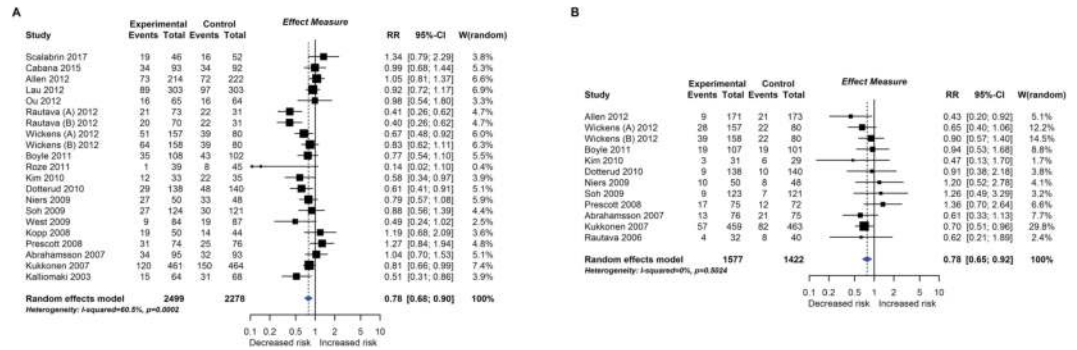 A
Experimental Control Effect Measure
Study Events Total Events Total RR 95%-CI W(random)
Scalabrin 2017 19 46 16 52 1.34 [0.79; 2.29] 3.8%
Cabana 2015 34 93 34 92 0.99 [0.68; 1.44] 5.7%
Allen 2012 73 214 72 222 1.05 [0.81; 1.37] 7.2%
Lau 2012 89 303 97 303 0.92 [0.72; 1.17] 7.5%
Ou 2012 16 65 16 64 0.98 [0.54; 1.80] 3.2%
Rautava (A) 2012 21 73 22 31 0.41 [0.26; 0.62] 4.9%
Rautava (B) 2012 20 70 22 31 0.40 [0.26; 0.62] 4.8%
Wickens (A) 2012 51 157 39 80 0.67 [0.48; 0.92] 6.3%
Wickens (B) 2012 64 158 39 80 0.83 [0.62; 1.11] 6.7%
Boyle 2011 35 108 43 102 0.77 [0.54; 1.10] 5.9%
Roze 2011 1 39 8 45 0.14 [0.02; 1.10] 0.4%
Kim 2010 12 33 22 35 0.58 [0.34; 0.97] 3.9%
Dotterud 2010 29 138 48 140 0.61 [0.41; 0.91] 5.3%
Niers 2009 27 50 33 48 0.79 [0.57; 1.08] 6.4%
Soh 2009 27 124 30 121 0.88 [0.56; 1.39] 4.5%
West 2009 9 84 19 87 0.49 [0.24; 1.02] 2.5%
Kopp 2008 19 50 14 44 1.19 [0.68; 2.09] 3.5%
Prescott 2008 31 74 25 76 1.27 [0.84; 1.94] 5.0%
Abrahamsson 2007 34 95 32 93 1.04 [0.70; 1.53] 5.4%
Kukkonen 2007 120 461 150 464 0.81 [0.66; 0.99] 8.2%
Kalliomaki 2003 15 64 31 68 0.51 [0.31; 0.86] 3.9%
Random effects model 2499 2278 0.78 [0.68; 0.90] 100%
Heterogeneity: I-squared=60.5%, p=0.0002
0.1 0.2 0.5 1 2 5 10
Decreased risk Increased risk
B
Experimental Control Effect Measure
Study Events Total Events Total RR 95%-CI W(random)
Allen 2012 9 171 21 173 0.43 [0.20; 0.92] 5.1%
Wickens (A) 2012 28 157 22 80 0.65 [0.40; 1.06] 12.2%
Wickens (B) 2012 39 158 22 80 0.90 [0.57; 1.40] 14.5%
Boyle 2011 19 107 19 101 0.94 [0.53; 1.68] 8.8%
Kim 2010 3 31 6 29 0.47 [0.13; 1.70] 1.7%
Dotterud 2010 9 138 10 140 0.91 [0.38; 2.18] 3.8%
Niers 2009 10 50 8 48 1.20 [0.52; 2.78] 4.1%
Soh 2009 9 123 7 121 1.26 [0.49; 3.29] 3.2%
Prescott 2008 17 75 12 72 1.36 [0.70; 2.64] 6.6%
Abrahamsson 2007 13 76 21 75 0.61 [0.33; 1.13] 7.7%
Kukkonen 2007 57 459 82 463 0.70 [0.51; 0.96] 29.8%
Rautava 2006 4 32 8 40 0.62 [0.21; 1.89] 2.4%
Random effects model 1577 1422 0.78 [0.65; 0.92] 100%
Heterogeneity: I-squared=0%, p=0.5024
0.1 0.2 0.5 1 2 5 10
Decreased risk Increased risk